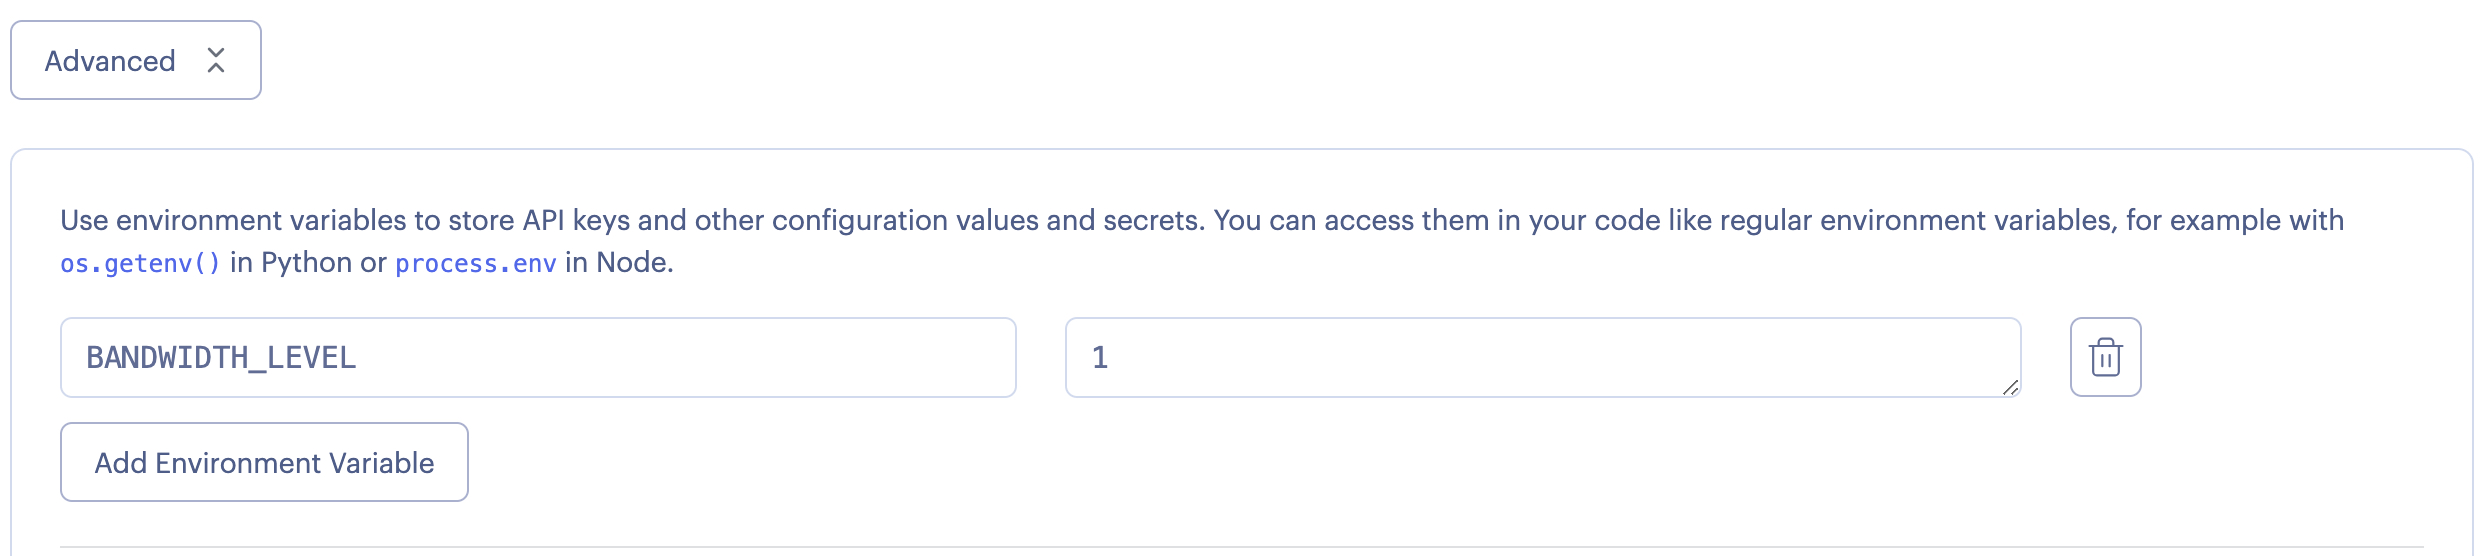 Advanced
Use environment variables to store API keys and other configuration values and secrets. You can access them in your code like regular environment variables, for example with
os.getenv() in Python or process.env in Node.
BANDWIDTH_LEVEL
1
Add Environment Variable